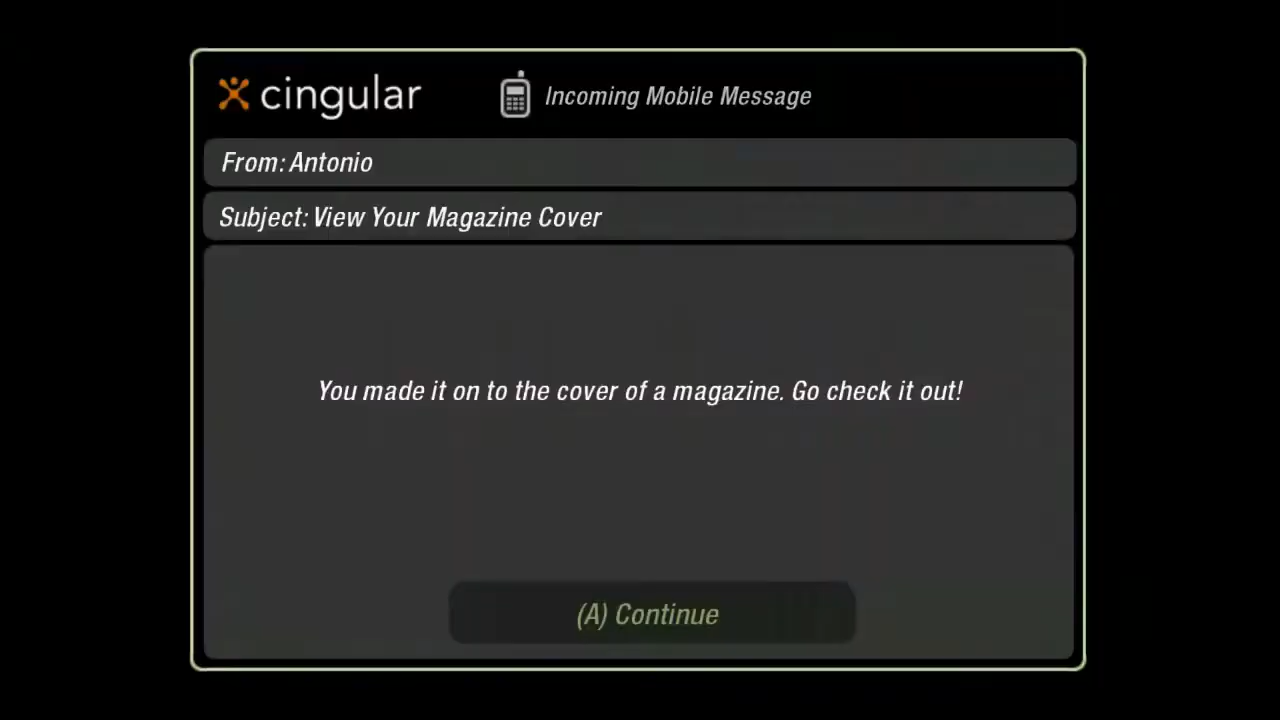 cingular
Incoming Mobile Message
From: Antonio
Subject: View Your Magazine Cover
You made it on to the cover of a magazine. Go check it out!
(A) Continue